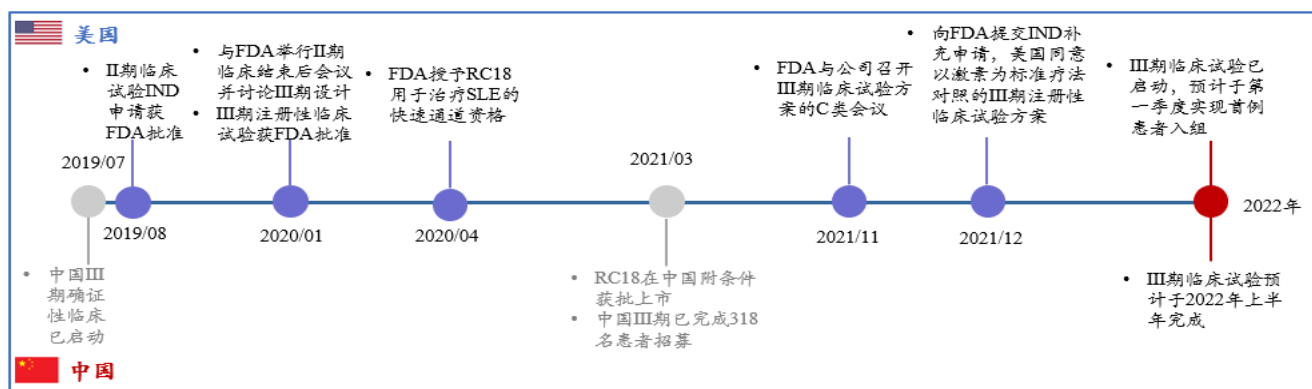 美国
• II期临床
试验IND
申请获
FDA批准
• 与FDA举行II期
临床结束后会议
并讨论III期设计
• III期注册性临床
试验获FDA批准
• FDA授予RC18
用于治疗SLE的
快速通道资格
• FDA与公司召开
III期临床试验方
案的C类会议
• 向FDA提交IND补
充申请，美国同意
以激素为标准疗法
对照的III期注册性
临床试验方案
• III期临床试验已
启动，预计于第
一季度实现首例
患者入组
2019/07
2021/03
2019/08
2020/01
2020/04
2021/11
2021/12
2022年
• 中国III
期确证
性临床
已启动
• RC18在中国附条件
获批上市
• 中国III期已完成318
名患者招募
• III期临床试验预
计于2022年上半
年完成
中国